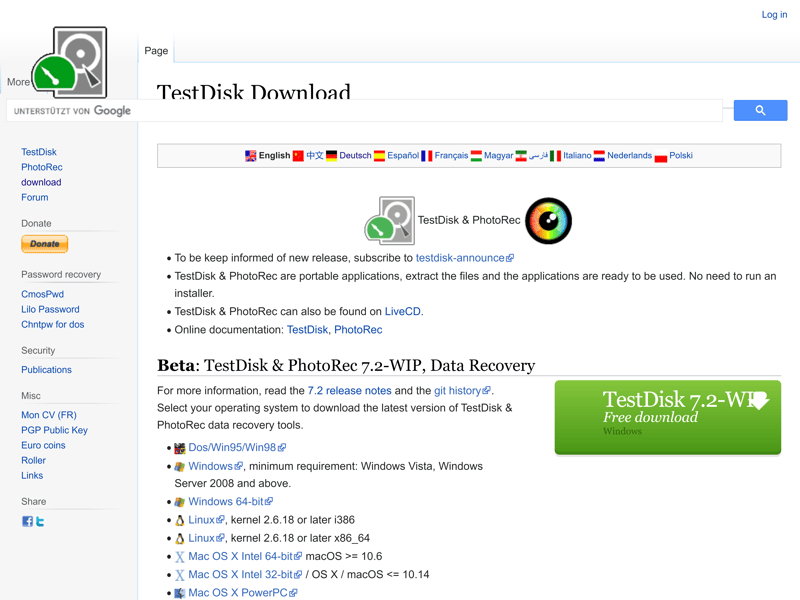 Log in
Page
More
TestDisk Download
UNTERSTÜTZT VON Google
TestDisk
PhotoRec
download
Forum
Donate
Donate
Password recovery
CmosPwd
Lilo Password
Chntpw for dos
Security
Publications
Misc
Mon CV (FR)
PGP Public Key
Euro coins
Roller
Links
Share
English 中文 Deutsch Español Français Magyar فارسی Italiano Nederlands Polski
TestDisk & PhotoRec
To be keep informed of new release, subscribe to testdisk-announce
TestDisk & PhotoRec are portable applications, extract the files and the applications are ready to be used. No need to run an
installer.
TestDisk & PhotoRec can also be found on LiveCD.
Online documentation: TestDisk, PhotoRec
Beta: TestDisk & PhotoRec 7.2-WIP, Data Recovery
For more information, read the 7.2 release notes and the git history.
Select your operating system to download the latest version of TestDisk &
PhotoRec data recovery tools.
TestDisk 7.2-WIP
Free download
Windows
Dos/Win95/Win98
Windows, minimum requirement: Windows Vista, Windows
Server 2008 and above.
Windows 64-bit
Linux, kernel 2.6.18 or later i386
Linux, kernel 2.6.18 or later x86_64
Mac OS X Intel 64-bit macOS >= 10.6
Mac OS X Intel 32-bit / OS X / macOS <= 10.14
Mac OS X PowerPC